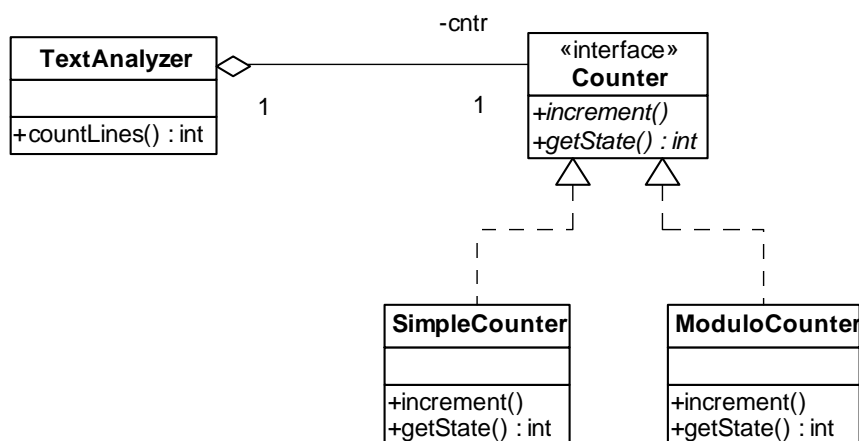 -cntr
TextAnalyzer
«interface»
Counter
1
1
+increment()
+countLines() : int
+getState() : int
SimpleCounter
ModuloCounter
+increment()
+getState() : int
+increment()
+getState() : int